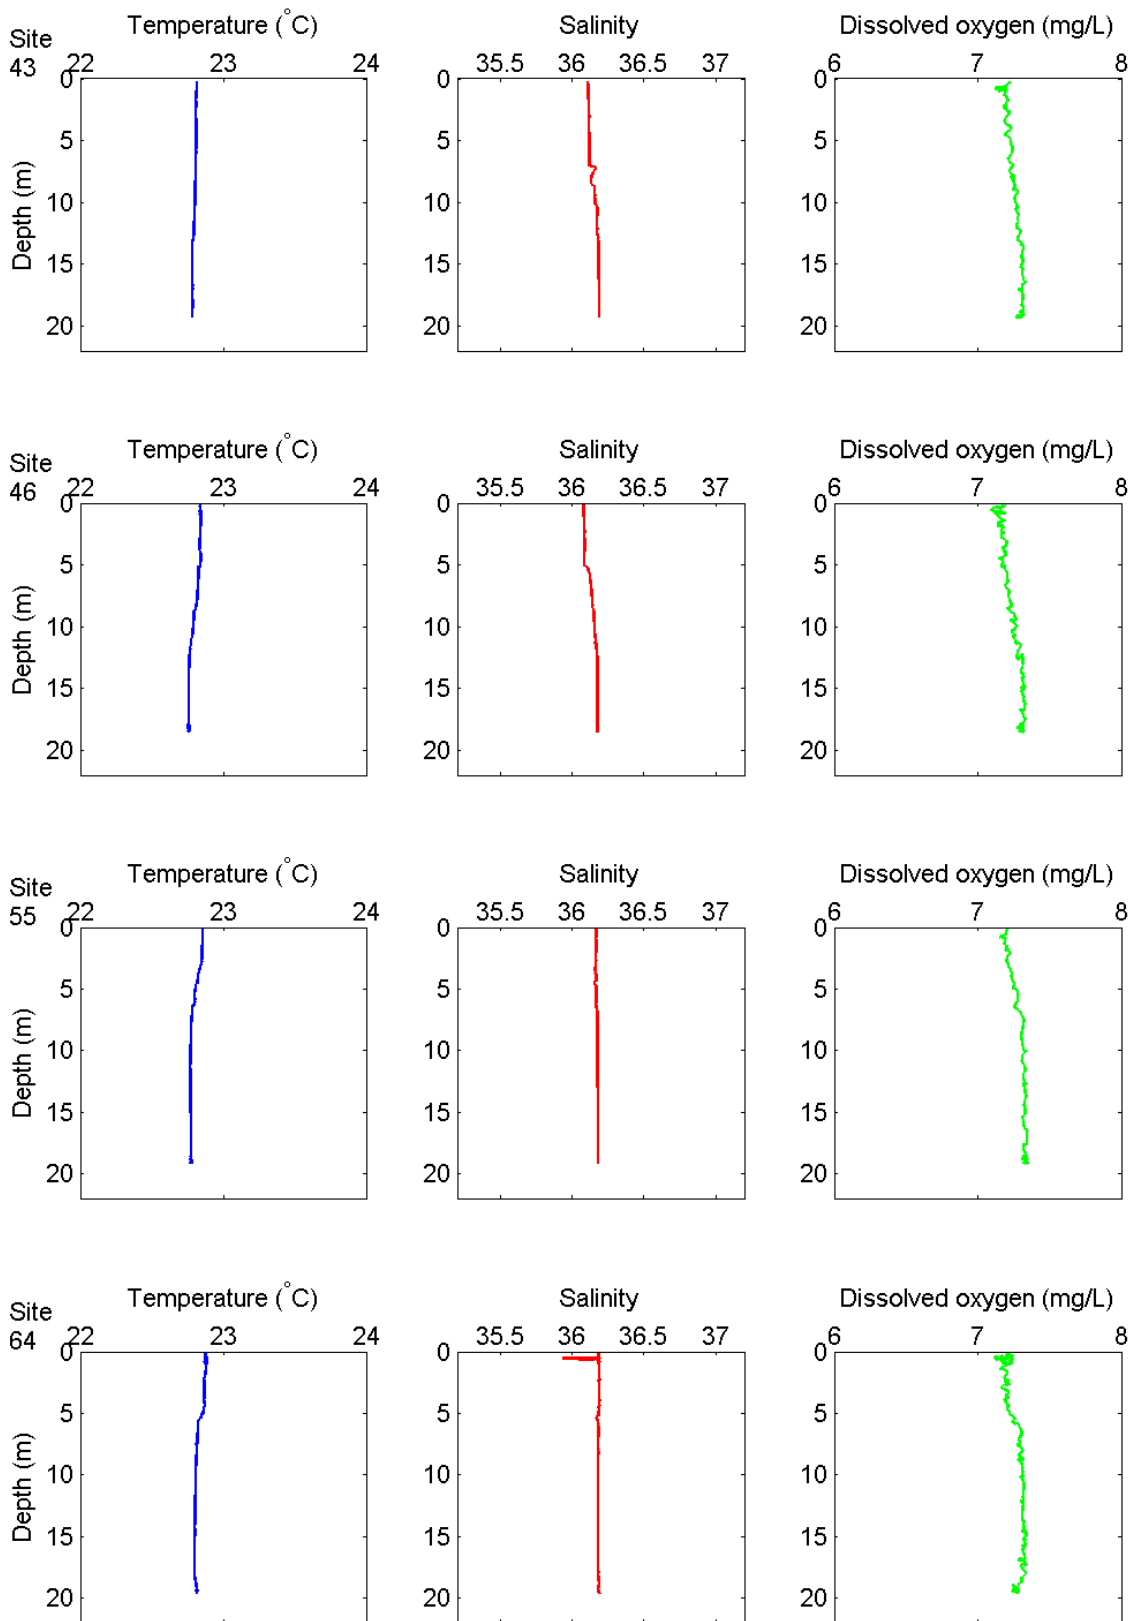 Temperature (°C) Salinity Dissolved oxygen (mg/L)
Site
43 22 23 24 35.5 36 36.5 37 6 7 8
0 0 0
5 5 5
10 10 10
15 15 15
20 20 20
Depth (m)
Temperature (°C) Salinity Dissolved oxygen (mg/L)
Site
46 22 23 24 35.5 36 36.5 37 6 7 8
0 0 0
5 5 5
10 10 10
15 15 15
20 20 20
Depth (m)
Temperature (°C) Salinity Dissolved oxygen (mg/L)
Site
55 22 23 24 35.5 36 36.5 37 6 7 8
0 0 0
5 5 5
10 10 10
15 15 15
20 20 20
Depth (m)
Temperature (°C) Salinity Dissolved oxygen (mg/L)
Site
64 22 23 24 35.5 36 36.5 37 6 7 8
0 0 0
5 5 5
10 10 10
15 15 15
20 20 20
Depth (m)